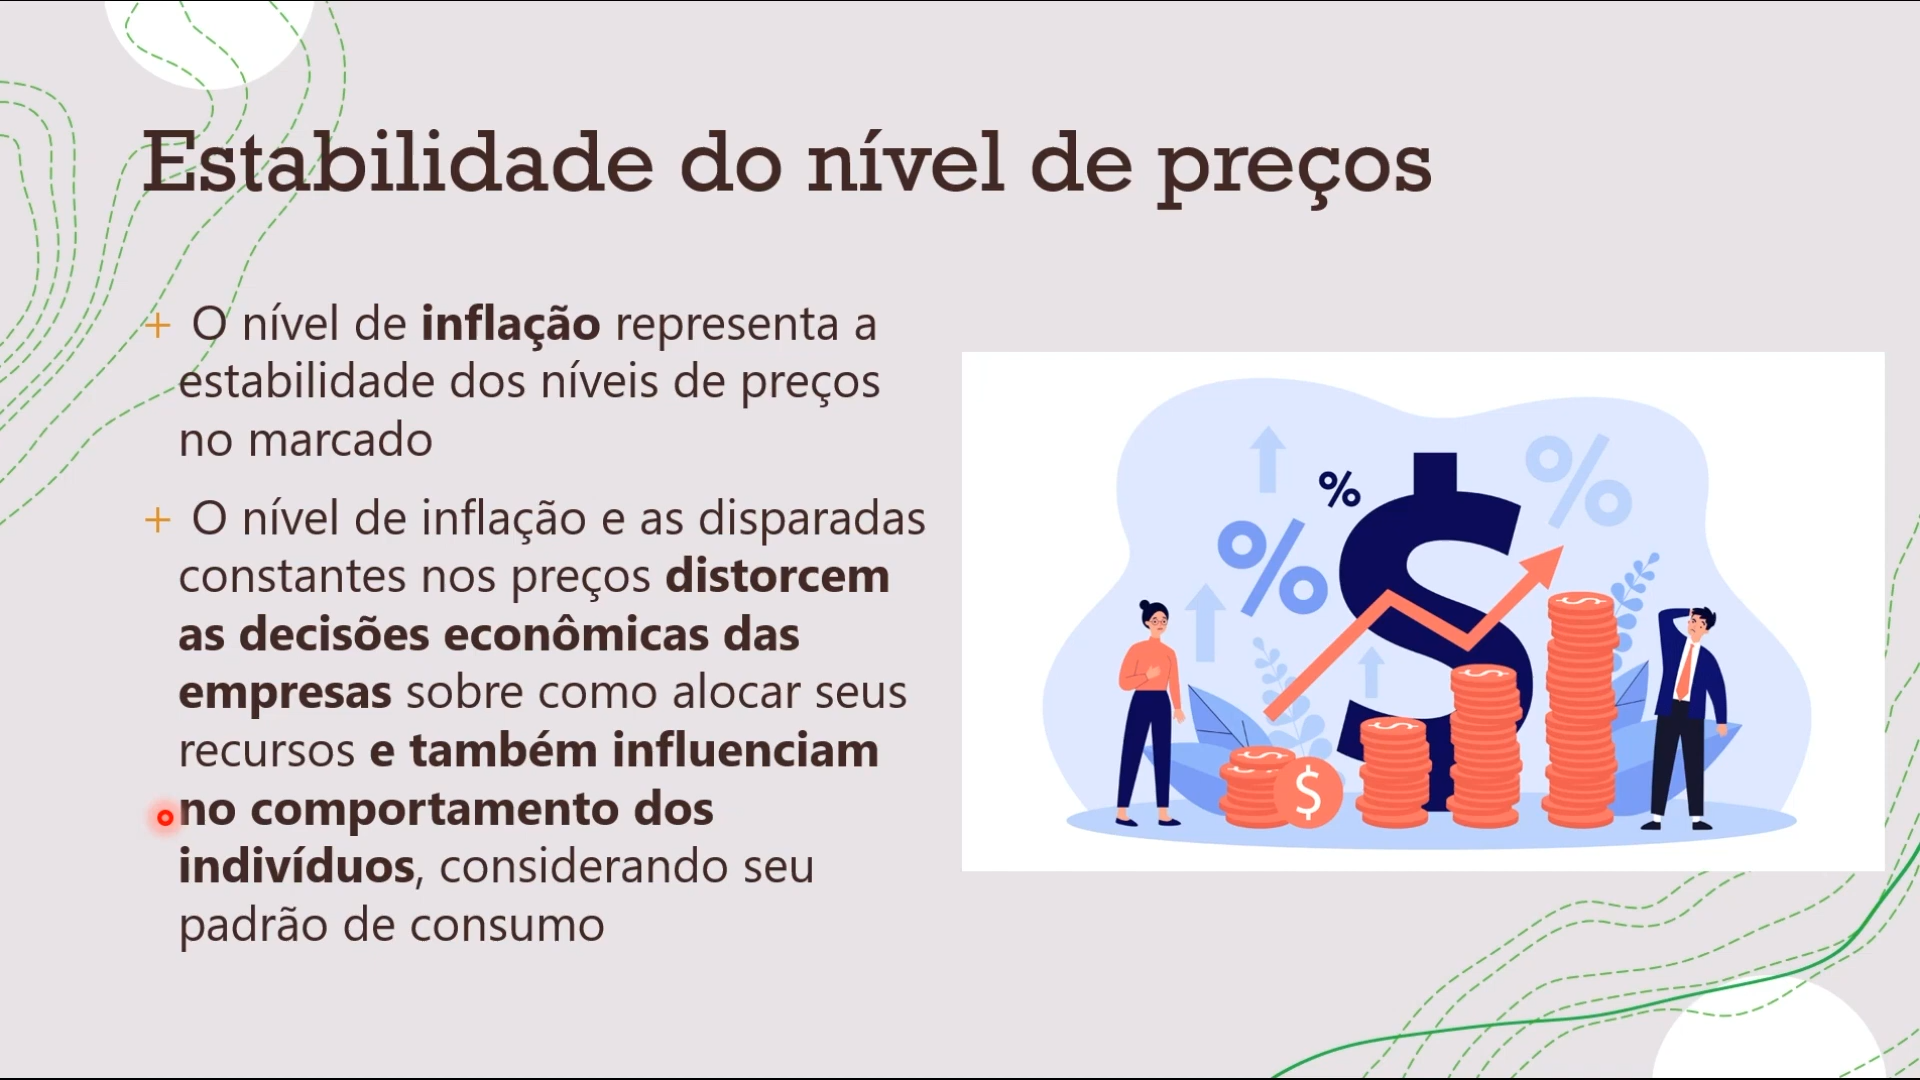 Estabilidade do nível de preços
+ O nível de inflação representa a
estabilidade dos níveis de preços
no marcado
+ O nível de inflação e as disparadas
constantes nos preços distorcem
as decisões econômicas das
empresas sobre como alocar seus
recursos e também influenciam
no comportamento dos
indivíduos, considerando seu
padrão de consumo
%
%
%
$
$